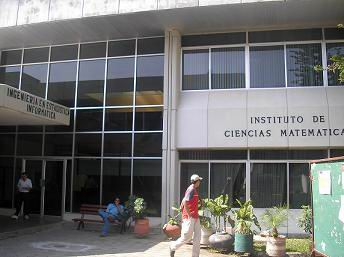 INGENIERIA EN ESTADISTICA
INFORMATICA
INSTITUTO DE
CIENCIAS MATEMATICA